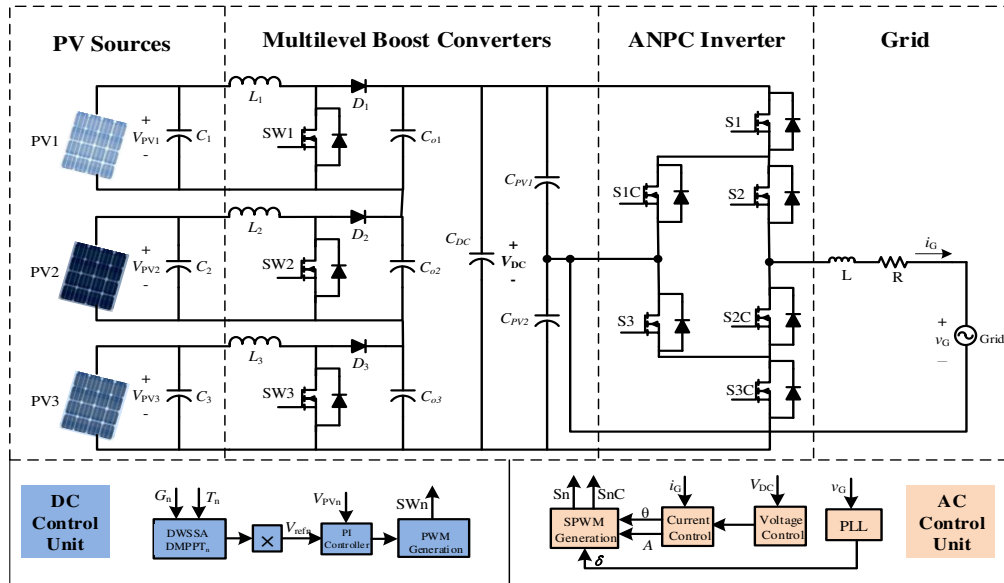 PV Sources
Multilevel Boost Converters
ANPC Inverter
Grid
PV1
+
VPV1
-
C1
L1
SW1
D1
Co1
PV2
+
VPV2
-
C2
L2
SW2
D2
Co2
PV3
+
VPV3
-
C3
L3
SW3
D3
Co3
CDC
+
VDC
-
CPV1
CPV2
S1
S1C
S2
S3
S2C
S3C
L
R
iG
+
vG
–
Grid
DC
Control
Unit
Gn
Tn
DWSSA
DMPPTn
×
Vrefn
VPVn
PI
Controller
SWn
PWM
Generation
Sn
SnC
SPWM
Generation
θ
A
δ
iG
Current
Control
VDC
Voltage
Control
vG
PLL
AC
Control
Unit